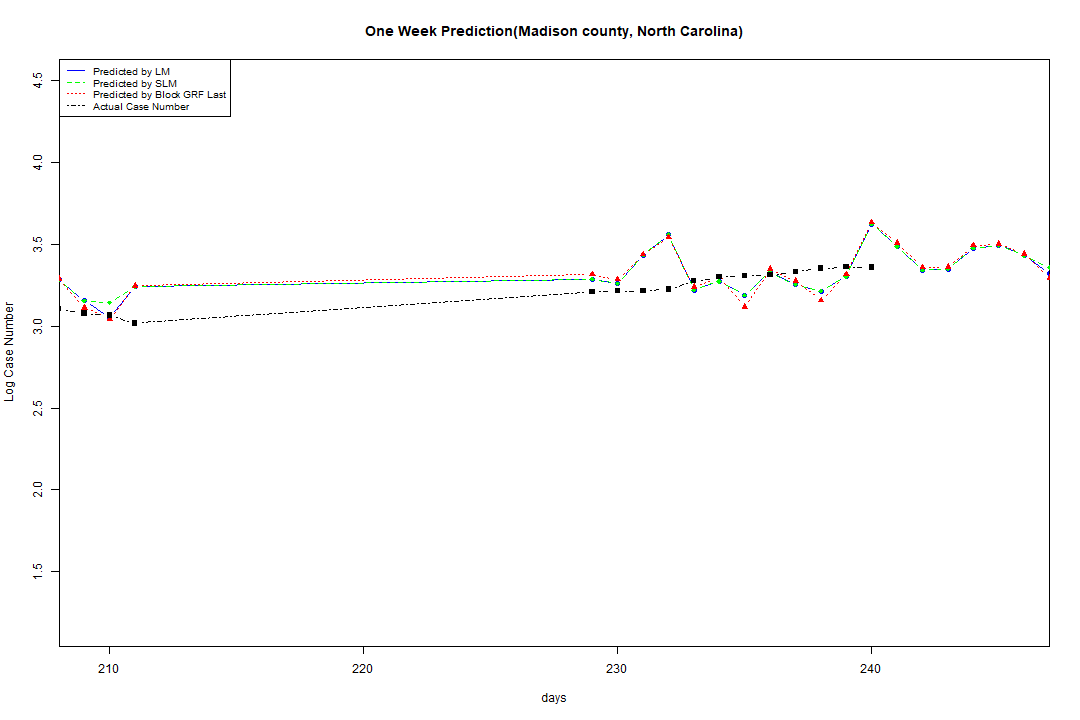 One Week Prediction(Madison county, North Carolina)
Predicted by LM
Predicted by SLM
Predicted by Block GRF Last
Actual Case Number
4.5
4.0
3.5
3.0
2.5
2.0
1.5
Log Case Number
210
220
230
240
days